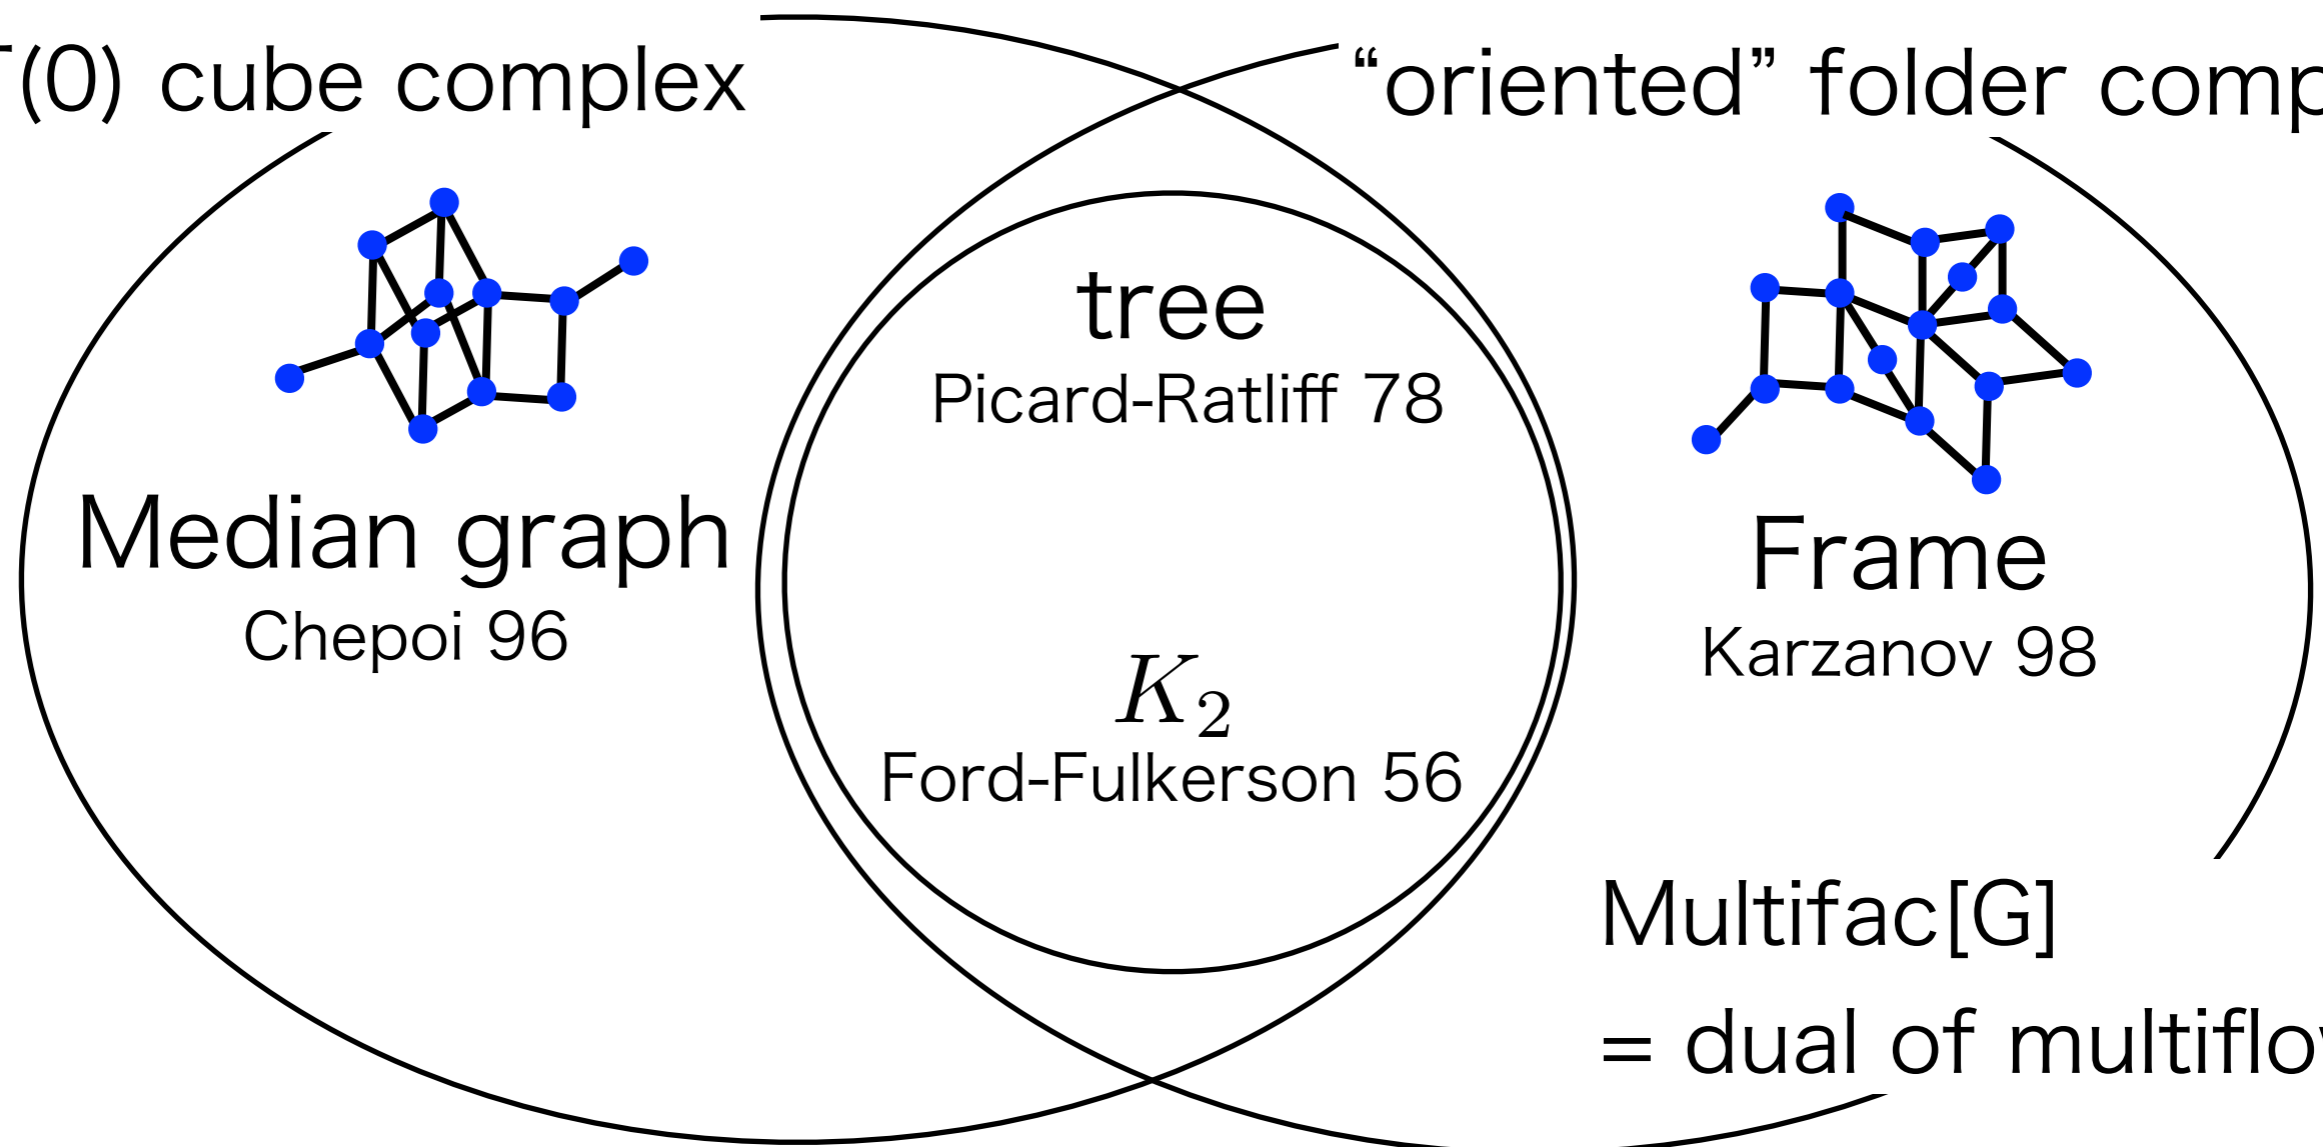 (0) cube complex
“oriented” folder comp
tree
Picard-Ratliff 78
Median graph
Chepoi 96
Frame
Karzanov 98
K₂
Ford-Fulkerson 56
Multifac[G]
= dual of multiflo